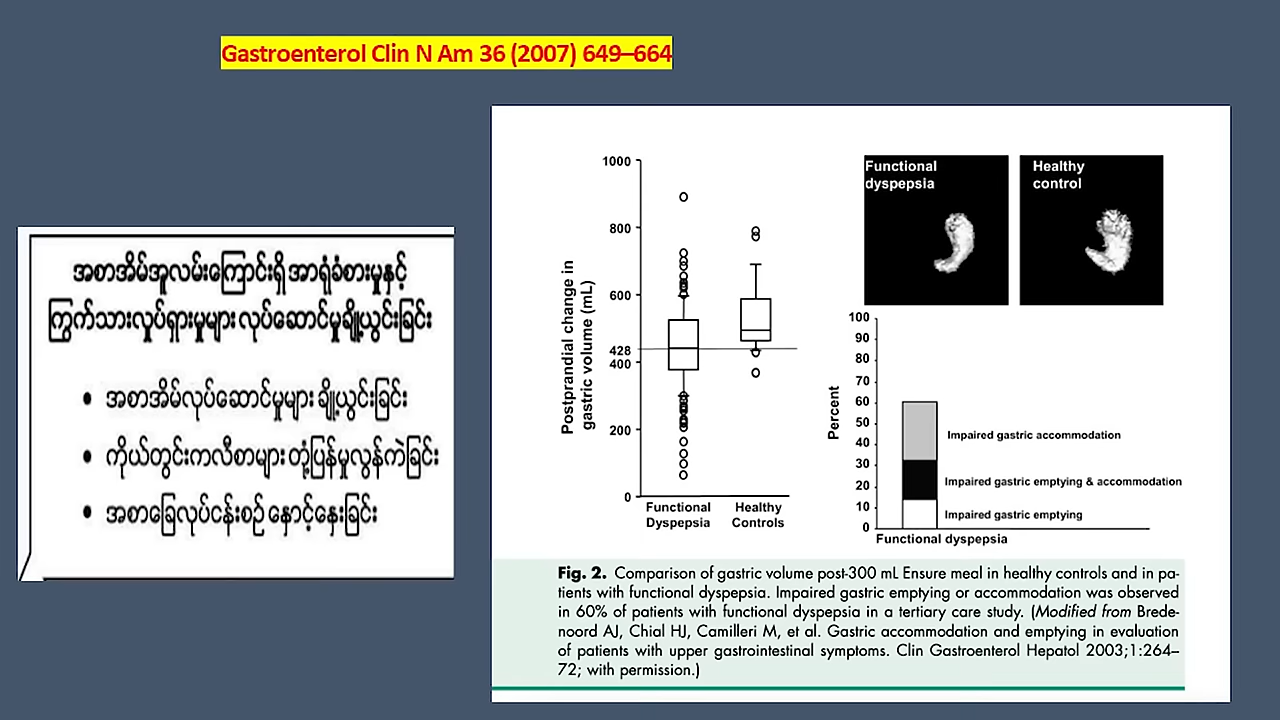 Gastroenterol Clin N Am 36 (2007) 649–664
အစာအိမ်အူလမ်းကြောင်းရှိ အာရုံခံစားမှုနှင့်
ကြွက်သားလှုပ်ရှားမှုများ လုပ်ဆောင်မှုချို့ယွင်းခြင်း
• အစာအိမ်လုပ်ဆောင်မှုများ ချို့ယွင်းခြင်း
• ကိုယ်တွင်းကလီစာများ တုံ့ပြန်မှုလွန်ကဲခြင်း
• အစာခြေလုပ်ငန်းစဉ် နှောင့်နှေးခြင်း
Postprandial change in
gastric volume (mL)
1000
800
600
428
400
200
0
Functional
Dyspepsia
Healthy
Controls
Functional
dyspepsia
Healthy
control
Percent
100
90
80
70
60
50
40
30
20
10
0
Impaired gastric accommodation
Impaired gastric emptying & accommodation
Impaired gastric emptying
Functional dyspepsia
Fig. 2. Comparison of gastric volume post-300 mL Ensure meal in healthy controls and in pa-
tients with functional dyspepsia. Impaired gastric emptying or accommodation was observed
in 60% of patients with functional dyspepsia in a tertiary care study. (Modified from Brede-
noord AJ, Chial HJ, Camilleri M, et al. Gastric accommodation and emptying in evaluation
of patients with upper gastrointestinal symptoms. Clin Gastroenterol Hepatol 2003;1:264–
72; with permission.)